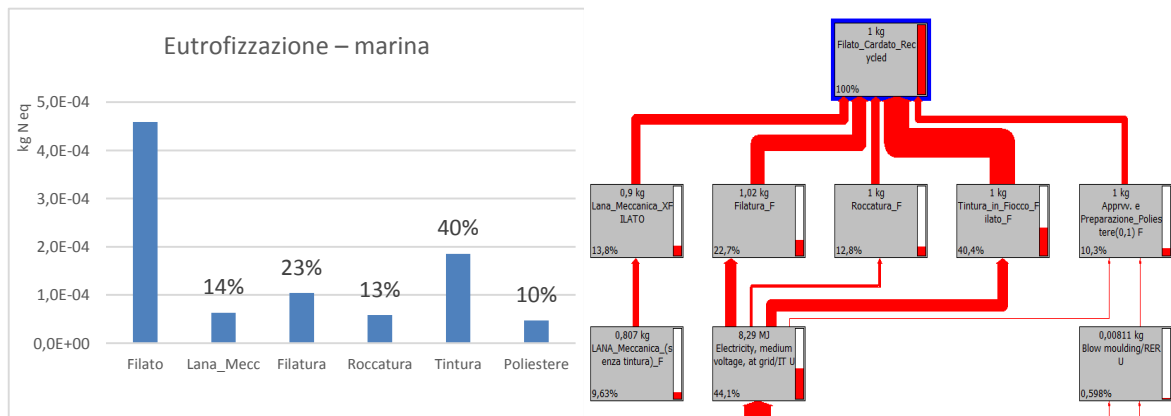 Eutrofizzazione – marina
kg N eq
5,0E-04
4,0E-04
3,0E-04
2,0E-04
1,0E-04
0,0E+00
14%
23%
13%
40%
10%
Filato
Lana_Mecc
Filatura
Roccatura
Tintura
Poliestere
1 kg
Filato_Cardato_Rec
ycled
100%
0,9 kg
Lana_Meccanica_XF
ILATO
13,8%
1,02 kg
Filatura_F
22,7%
1 kg
Roccatura_F
12,8%
1 kg
Tintura_in_Fiocco_F
ilato_F
40,4%
1 kg
Apprvv. e
Preparazione_Polies
tere(0,1) F
10,3%
0,807 kg
LANA_Meccanica_(s
enza tintura)_F
9,63%
8,29 MJ
Electricity, medium
voltage, at grid/IT U
44,1%
0,00811 kg
Blow moulding/RER
U
0,598%